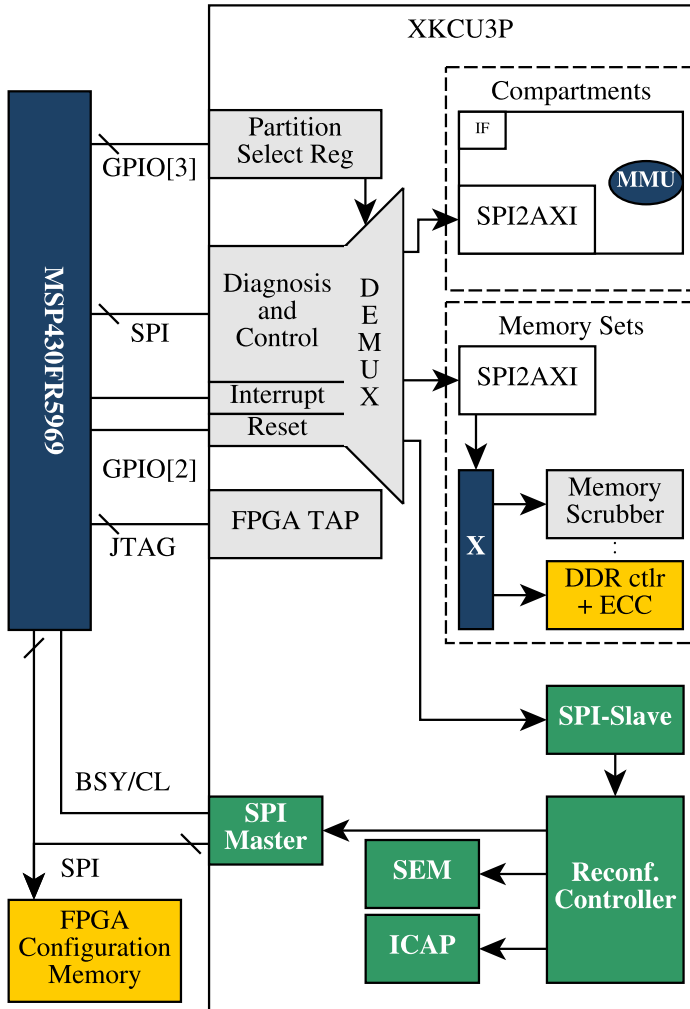 XKCU3P
MSP430FR5969
GPIO[3]
Partition
Select Reg
SPI
Diagnosis
and
Control
Interrupt
Reset
DEMUX
GPIO[2]
JTAG
FPGA TAP
Compartments
IF
MMU
SPI2AXI
Memory Sets
SPI2AXI
X
Memory
Scrubber
DDR ctlr
+ ECC
SPI-Slave
BSY/CL
SPI
Master
SPI
SEM
ICAP
Reconf.
Controller
FPGA
Configuration
Memory